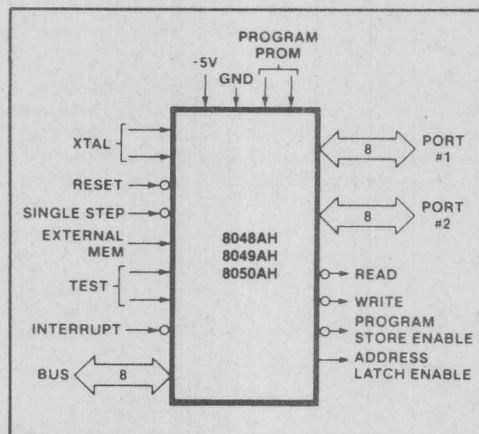 PROGRAM
PROM
-5V
GND
XTAL
RESET
SINGLE STEP
EXTERNAL
MEM
TEST
INTERRUPT
BUS
8
8048AH
8049AH
8050AH
8
PORT
#1
8
PORT
#2
READ
WRITE
PROGRAM
STORE ENABLE
ADDRESS
LATCH ENABLE